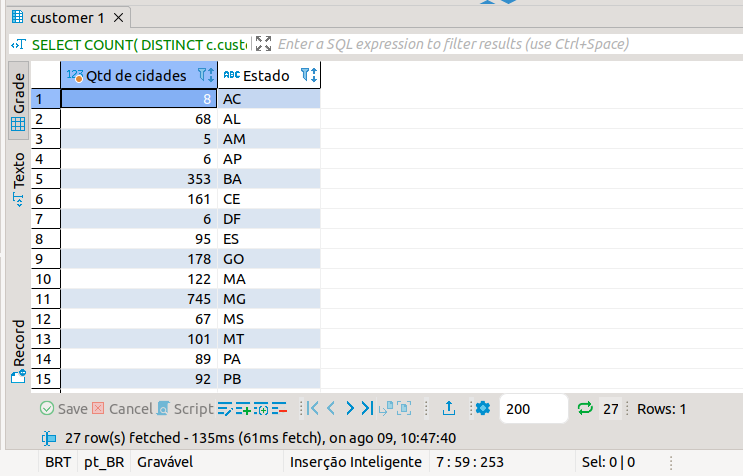 customer 1
SELECT COUNT( DISTINCT c.custo Enter a SQL expression to filter results (use Ctrl+Space)
Grade
Texto
Record
123 Qtd de cidades ABC Estado
1 8 AC
2 68 AL
3 5 AM
4 6 AP
5 353 BA
6 161 CE
7 6 DF
8 95 ES
9 178 GO
10 122 MA
11 745 MG
12 67 MS
13 101 MT
14 89 PA
15 92 PB
Save Cancel Script 200 27 Rows: 1
27 row(s) fetched - 135ms (61ms fetch), on ago 09, 10:47:40
BRT pt_BR Gravável Inserção Inteligente 7 : 59 : 253 Sel: 0 | 0